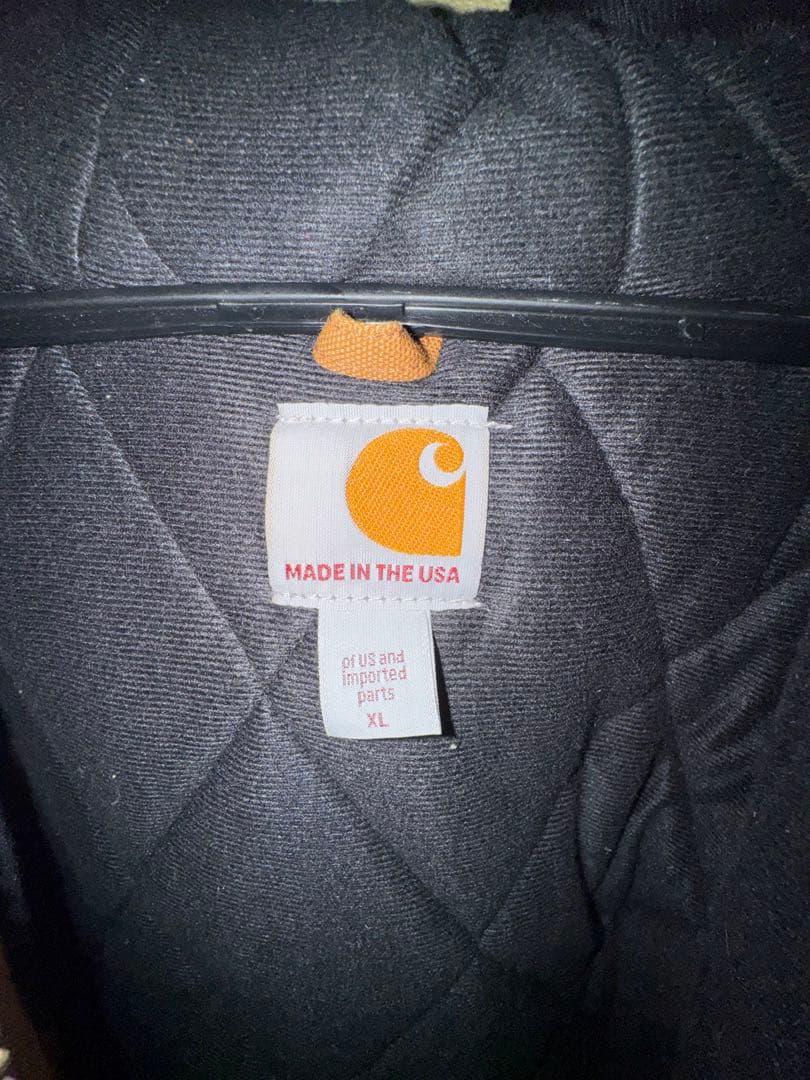 MADE IN THE USA
of US and
imported
parts
XL